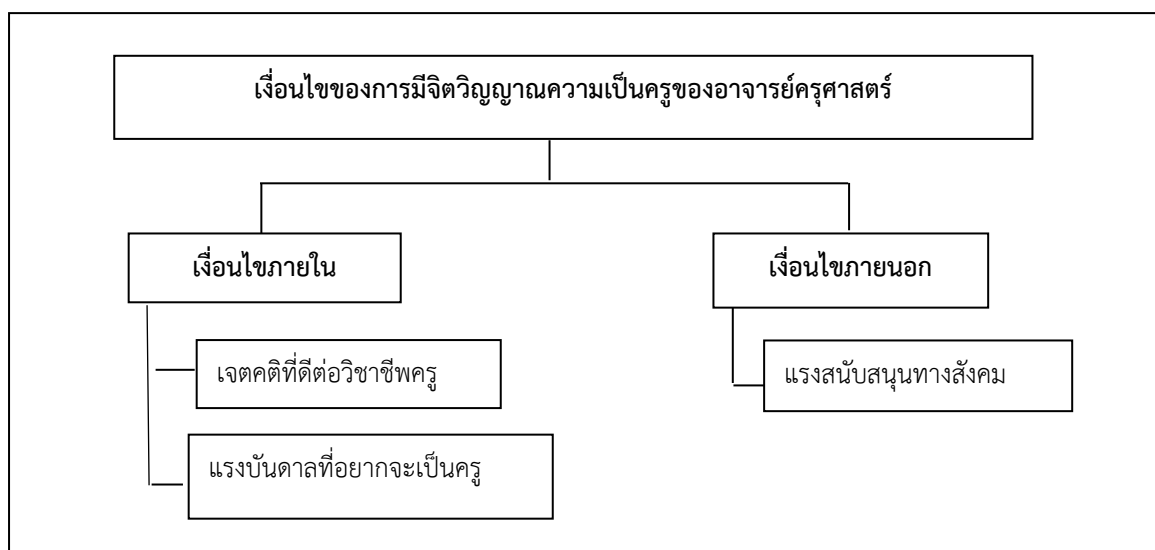 เงื่อนไขของการมีจิตวิญญาณความเป็นครูของอาจารย์ครุศาสตร์
เงื่อนไขภายใน
เจตคติที่ดีต่อวิชาชีพครู
แรงบันดาลที่อยากจะเป็นครู
เงื่อนไขภายนอก
แรงสนับสนุนทางสังคม